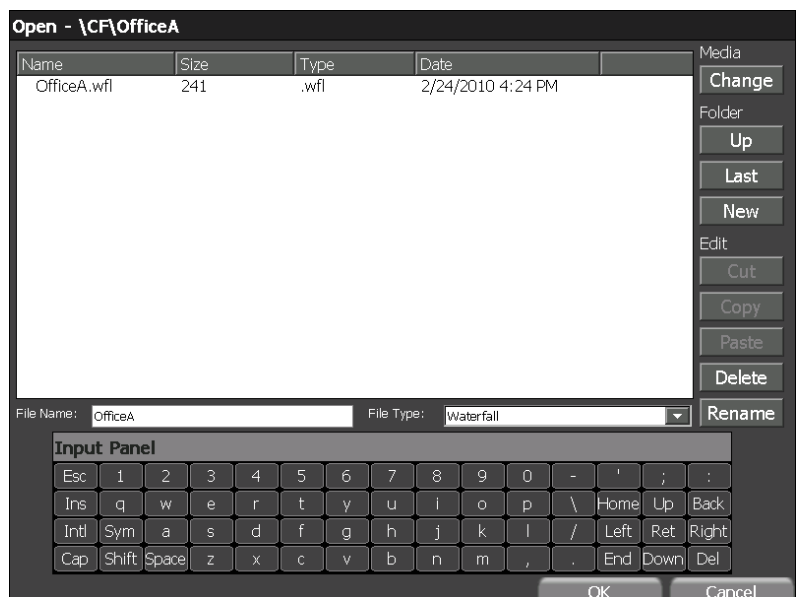 Open - \CF\OfficeA
Name Size Type Date
OfficeA.wfl 241 .wfl 2/24/2010 4:24 PM
Media
Change
Folder
Up
Last
New
Edit
Cut
Copy
Paste
Delete
Rename
File Name: OfficeA File Type: Waterfall
Input Panel
Esc 1 2 3 4 5 6 7 8 9 0 - ' ; :
Ins q w e r t y u i o p \ Home Up Back
Intl Sym a s d f g h j k l / Left Ret Right
Cap Shift Space z x c v b n m , . End Down Del
OK Cancel